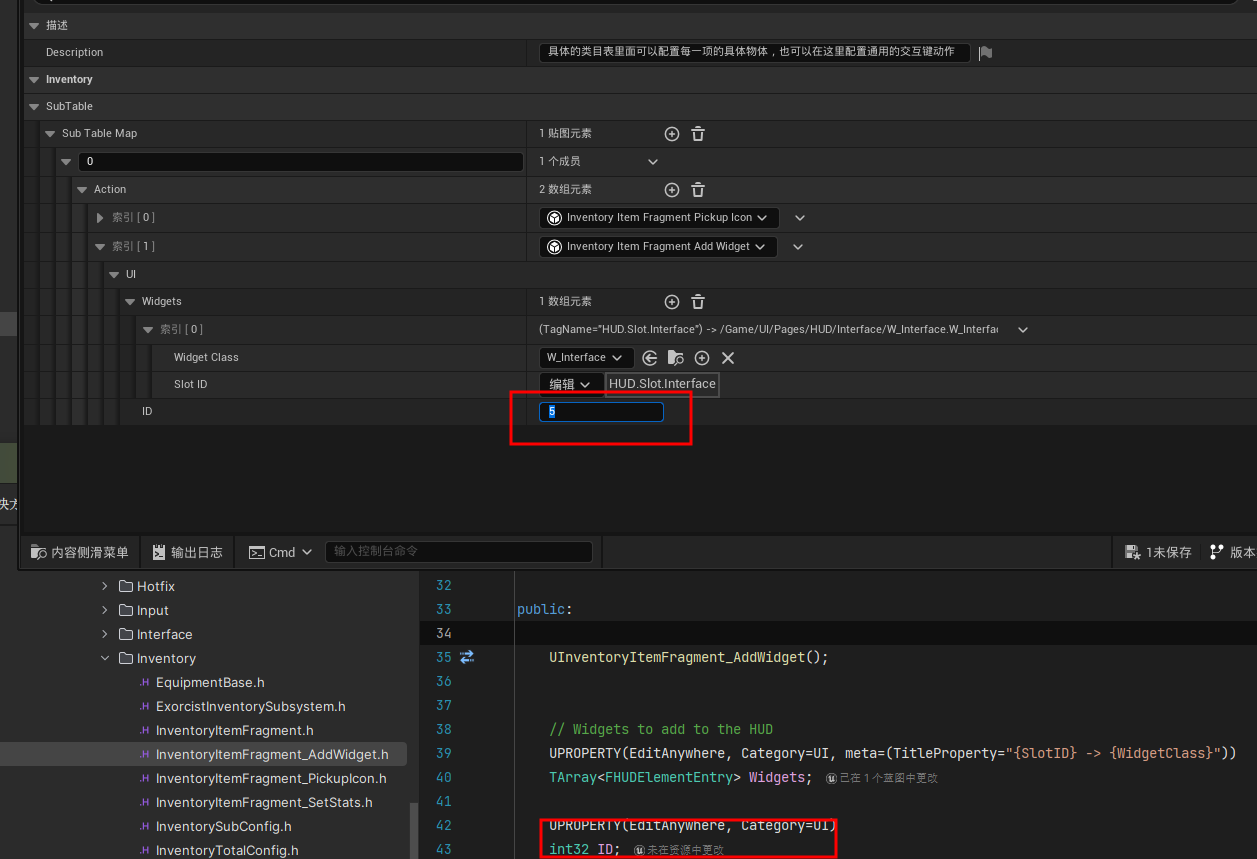 描述
Description
具体的类目表里面可以配置每一项的具体物体，也可以在这里配置通用的交互键动作
Inventory
SubTable
Sub Table Map
1 贴图元素
0
1 个成员
Action
2 数组元素
索引 [ 0 ]
Inventory Item Fragment Pickup Icon
索引 [ 1 ]
Inventory Item Fragment Add Widget
UI
Widgets
1 数组元素
索引 [ 0 ]
(TagName="HUD.Slot.Interface") -> /Game/UI/Pages/HUD/Interface/W_Interface.W_Interfac
Widget Class
W_Interface
Slot ID
编辑
HUD.Slot.Interface
ID
5
决方
内容侧滑菜单
输出日志
Cmd
输入控制台命令
1未保存
版本
Hotfix
Input
Interface
Inventory
.H EquipmentBase.h
.H ExorcistInventorySubsystem.h
.H InventoryItemFragment.h
.H InventoryItemFragment_AddWidget.h
.H InventoryItemFragment_PickupIcon.h
.H InventoryItemFragment_SetStats.h
.H InventorySubConfig.h
.H InventoryTotalConfig.h
32
33 public:
34
35 UInventoryItemFragment_AddWidget();
36
37
38 // Widgets to add to the HUD
39 UPROPERTY(EditAnywhere, Category=UI, meta=(TitleProperty="{SlotID} -> {WidgetClass}"))
40 TArray<FHUDElementEntry> Widgets; 已在 1 个蓝图中更改
41
42 UPROPERTY(EditAnywhere, Category=UI)
43 int32 ID; 未在资源中更改